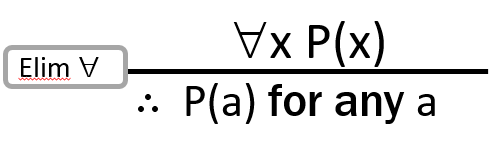 ∀x P(x)
Elim ∀
∴ P(a) for any a